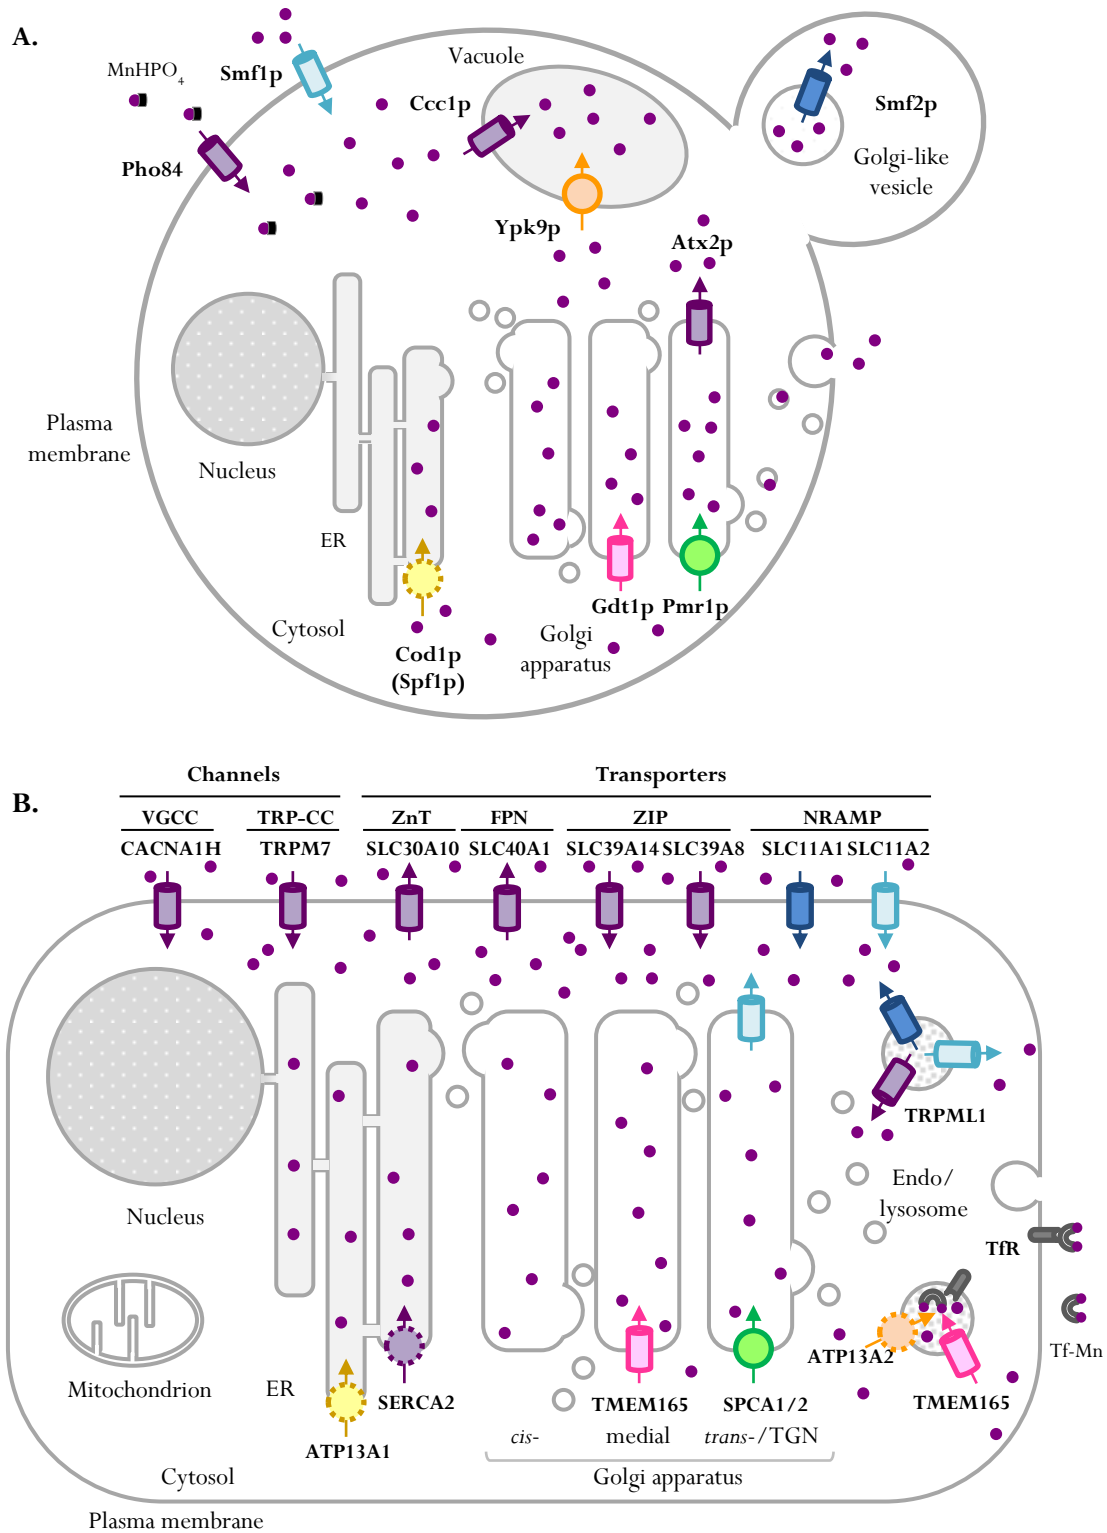 A.
MnHPO4
Smf1p
Vacuole
Ccc1p
Smf2p
Pho84
Golgi-like
vesicle
Ypk9p
Atx2p
Plasma
membrane
Nucleus
ER
Cytosol
Gdt1p Pmr1p
Golgi
apparatus
Cod1p
(Spf1p)
B.
Channels Transporters
VGCC TRP-CC ZnT FPN ZIP NRAMP
CACNA1H TRPM7 SLC30A10 SLC40A1 SLC39A14 SLC39A8 SLC11A1 SLC11A2
TRPML1
Nucleus
Endo/
lysosome
TfR
ATP13A2
Tf-Mn
Mitochondrion
ER
SERCA2
TMEM165
SPCA1/2
TMEM165
ATP13A1
cis- medial trans-/TGN
Cytosol
Golgi apparatus
Plasma membrane